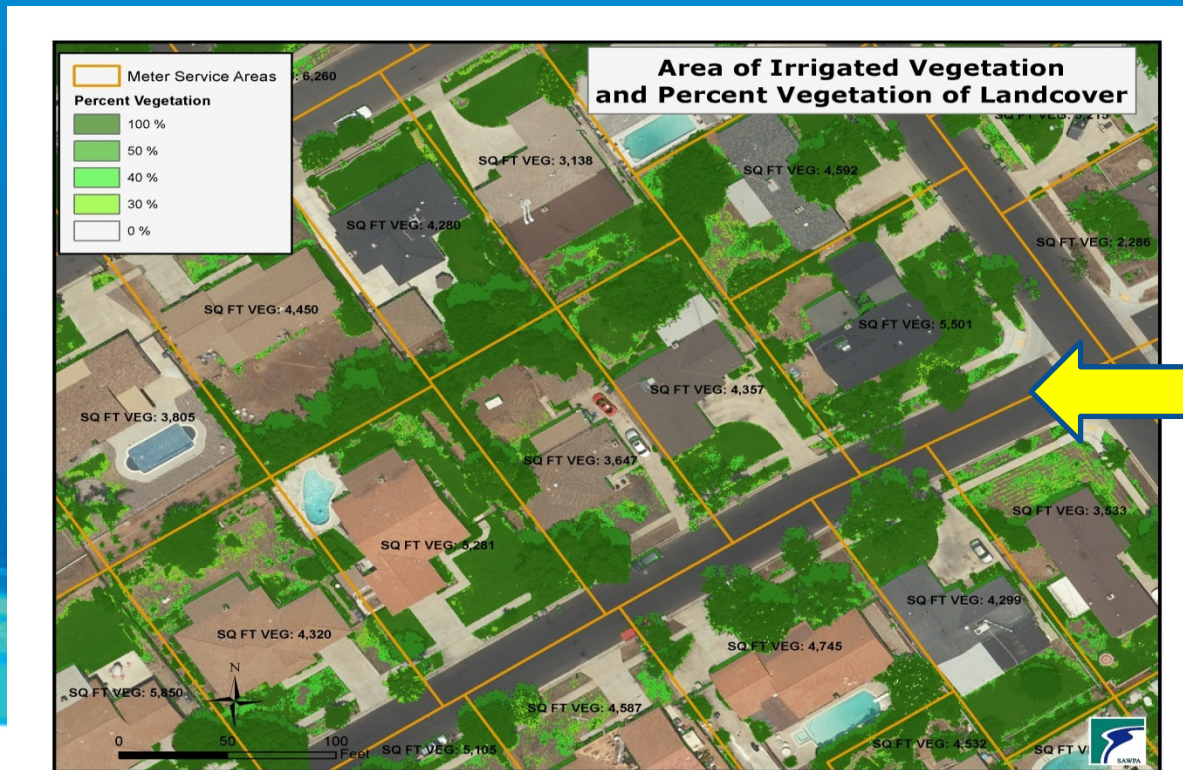 Area of Irrigated Vegetation
and Percent Vegetation of Landcover
Meter Service Areas
6,260
Percent Vegetation
100 %
50 %
40 %
30 %
0 %
SQ FT VEG: 3,138
SQ FT VEG: 4,592
SQ FT VEG: 4,280
SQ FT VEG: 2,286
SQ FT VEG: 4,450
SQ FT VEG: 5,501
SQ FT VEG: 4,357
SQ FT VEG: 3,805
SQ FT VEG: 3,647
SQ FT VEG: 3,533
SQ FT VEG: 5,281
SQ FT VEG: 4,299
SQ FT VEG: 4,320
SQ FT VEG: 4,745
N
SQ FT VEG: 5,850
SQ FT VEG: 4,587
0 50 100
Feet
SQ FT VEG: 5,105
SQ FT VEG: 4,532
SAWPA